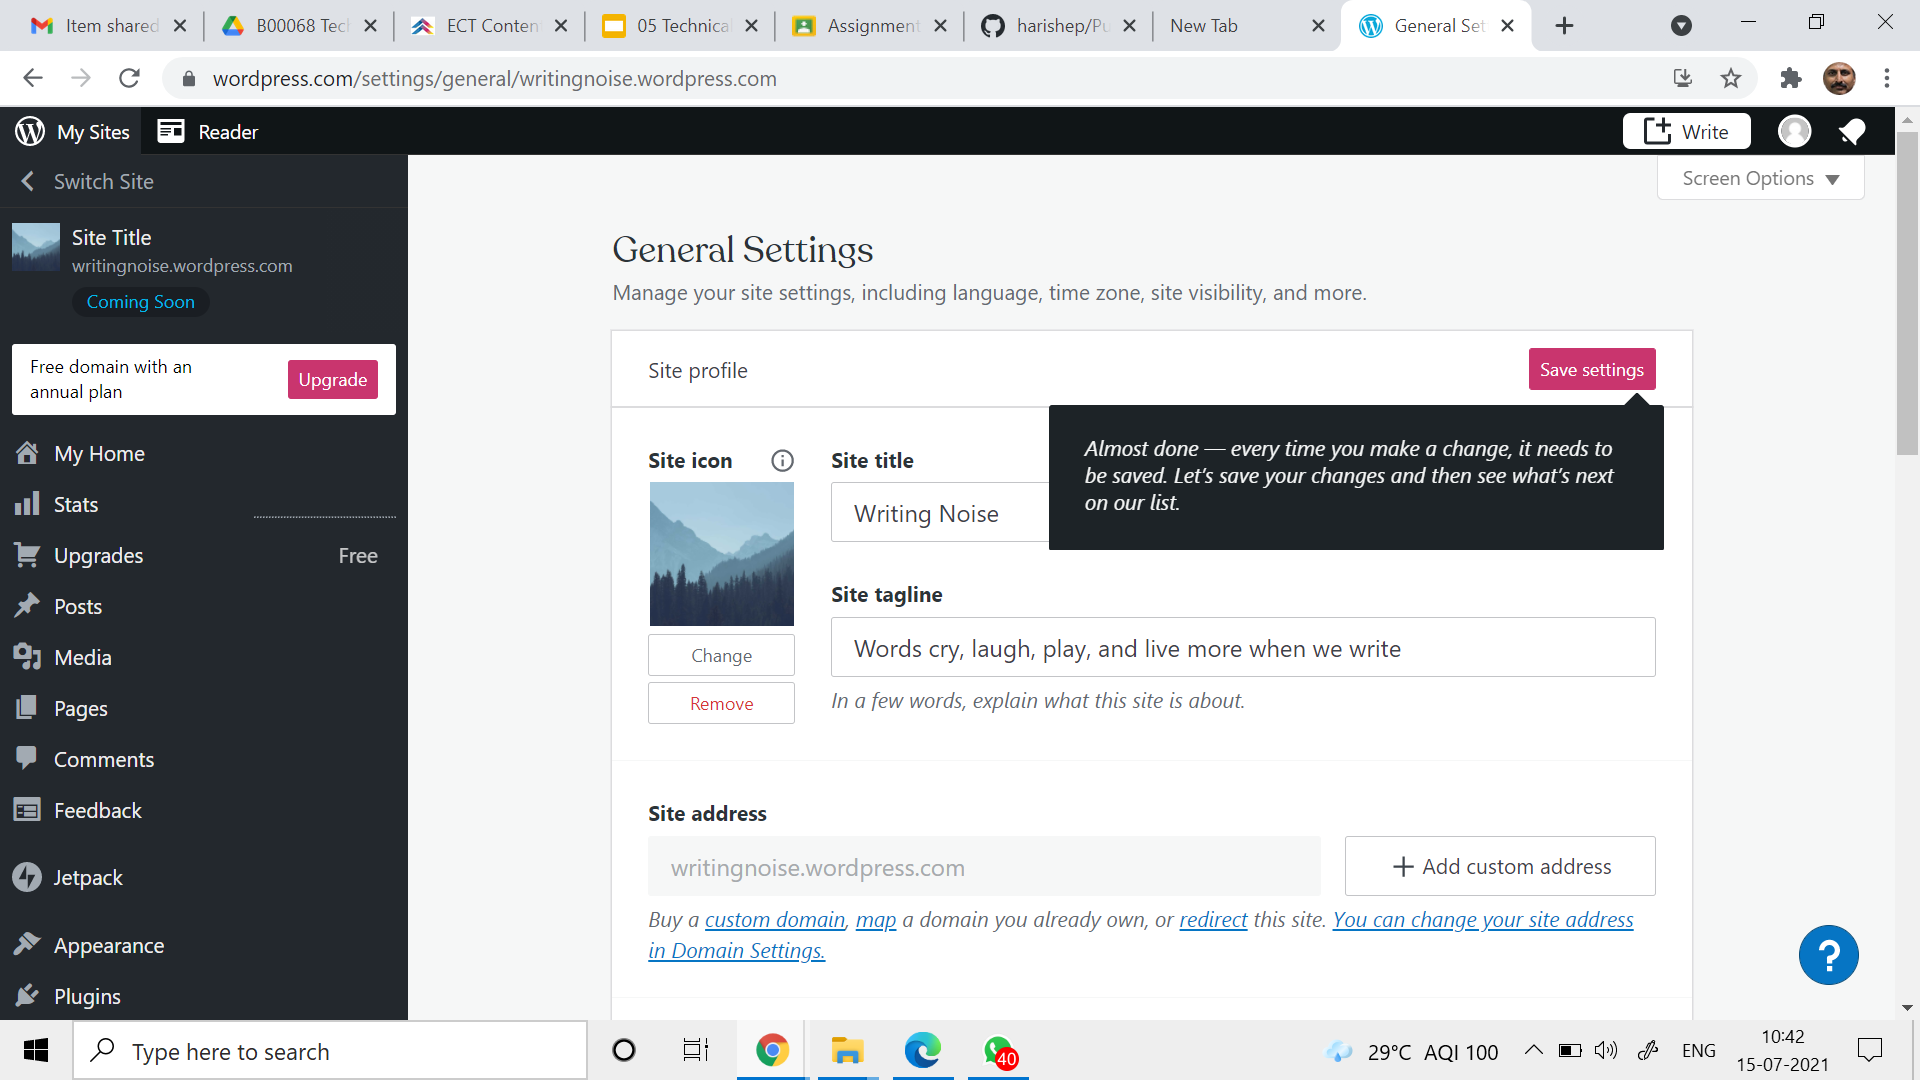 Item shared
B00068 Tech
ECT Conten
05 Technical
Assignment
harishep/Pu
New Tab
General Set
wordpress.com/settings/general/writingnoise.wordpress.com
My Sites
Reader
Write
Switch Site
Screen Options
Site Title
writingnoise.wordpress.com
Coming Soon
Free domain with an
annual plan
Upgrade
My Home
Stats
Upgrades
Free
Posts
Media
Pages
Comments
Feedback
Jetpack
Appearance
Plugins
General Settings
Manage your site settings, including language, time zone, site visibility, and more.
Site profile
Save settings
Almost done — every time you make a change, it needs to
be saved. Let's save your changes and then see what's next
on our list.
Site icon
Site title
Writing Noise
Change
Remove
Site tagline
Words cry, laugh, play, and live more when we write
In a few words, explain what this site is about.
Site address
writingnoise.wordpress.com
Add custom address
Buy a custom domain, map a domain you already own, or redirect this site. You can change your site address
in Domain Settings.
?
Type here to search
40
29°C AQI 100
ENG
10:42
15-07-2021